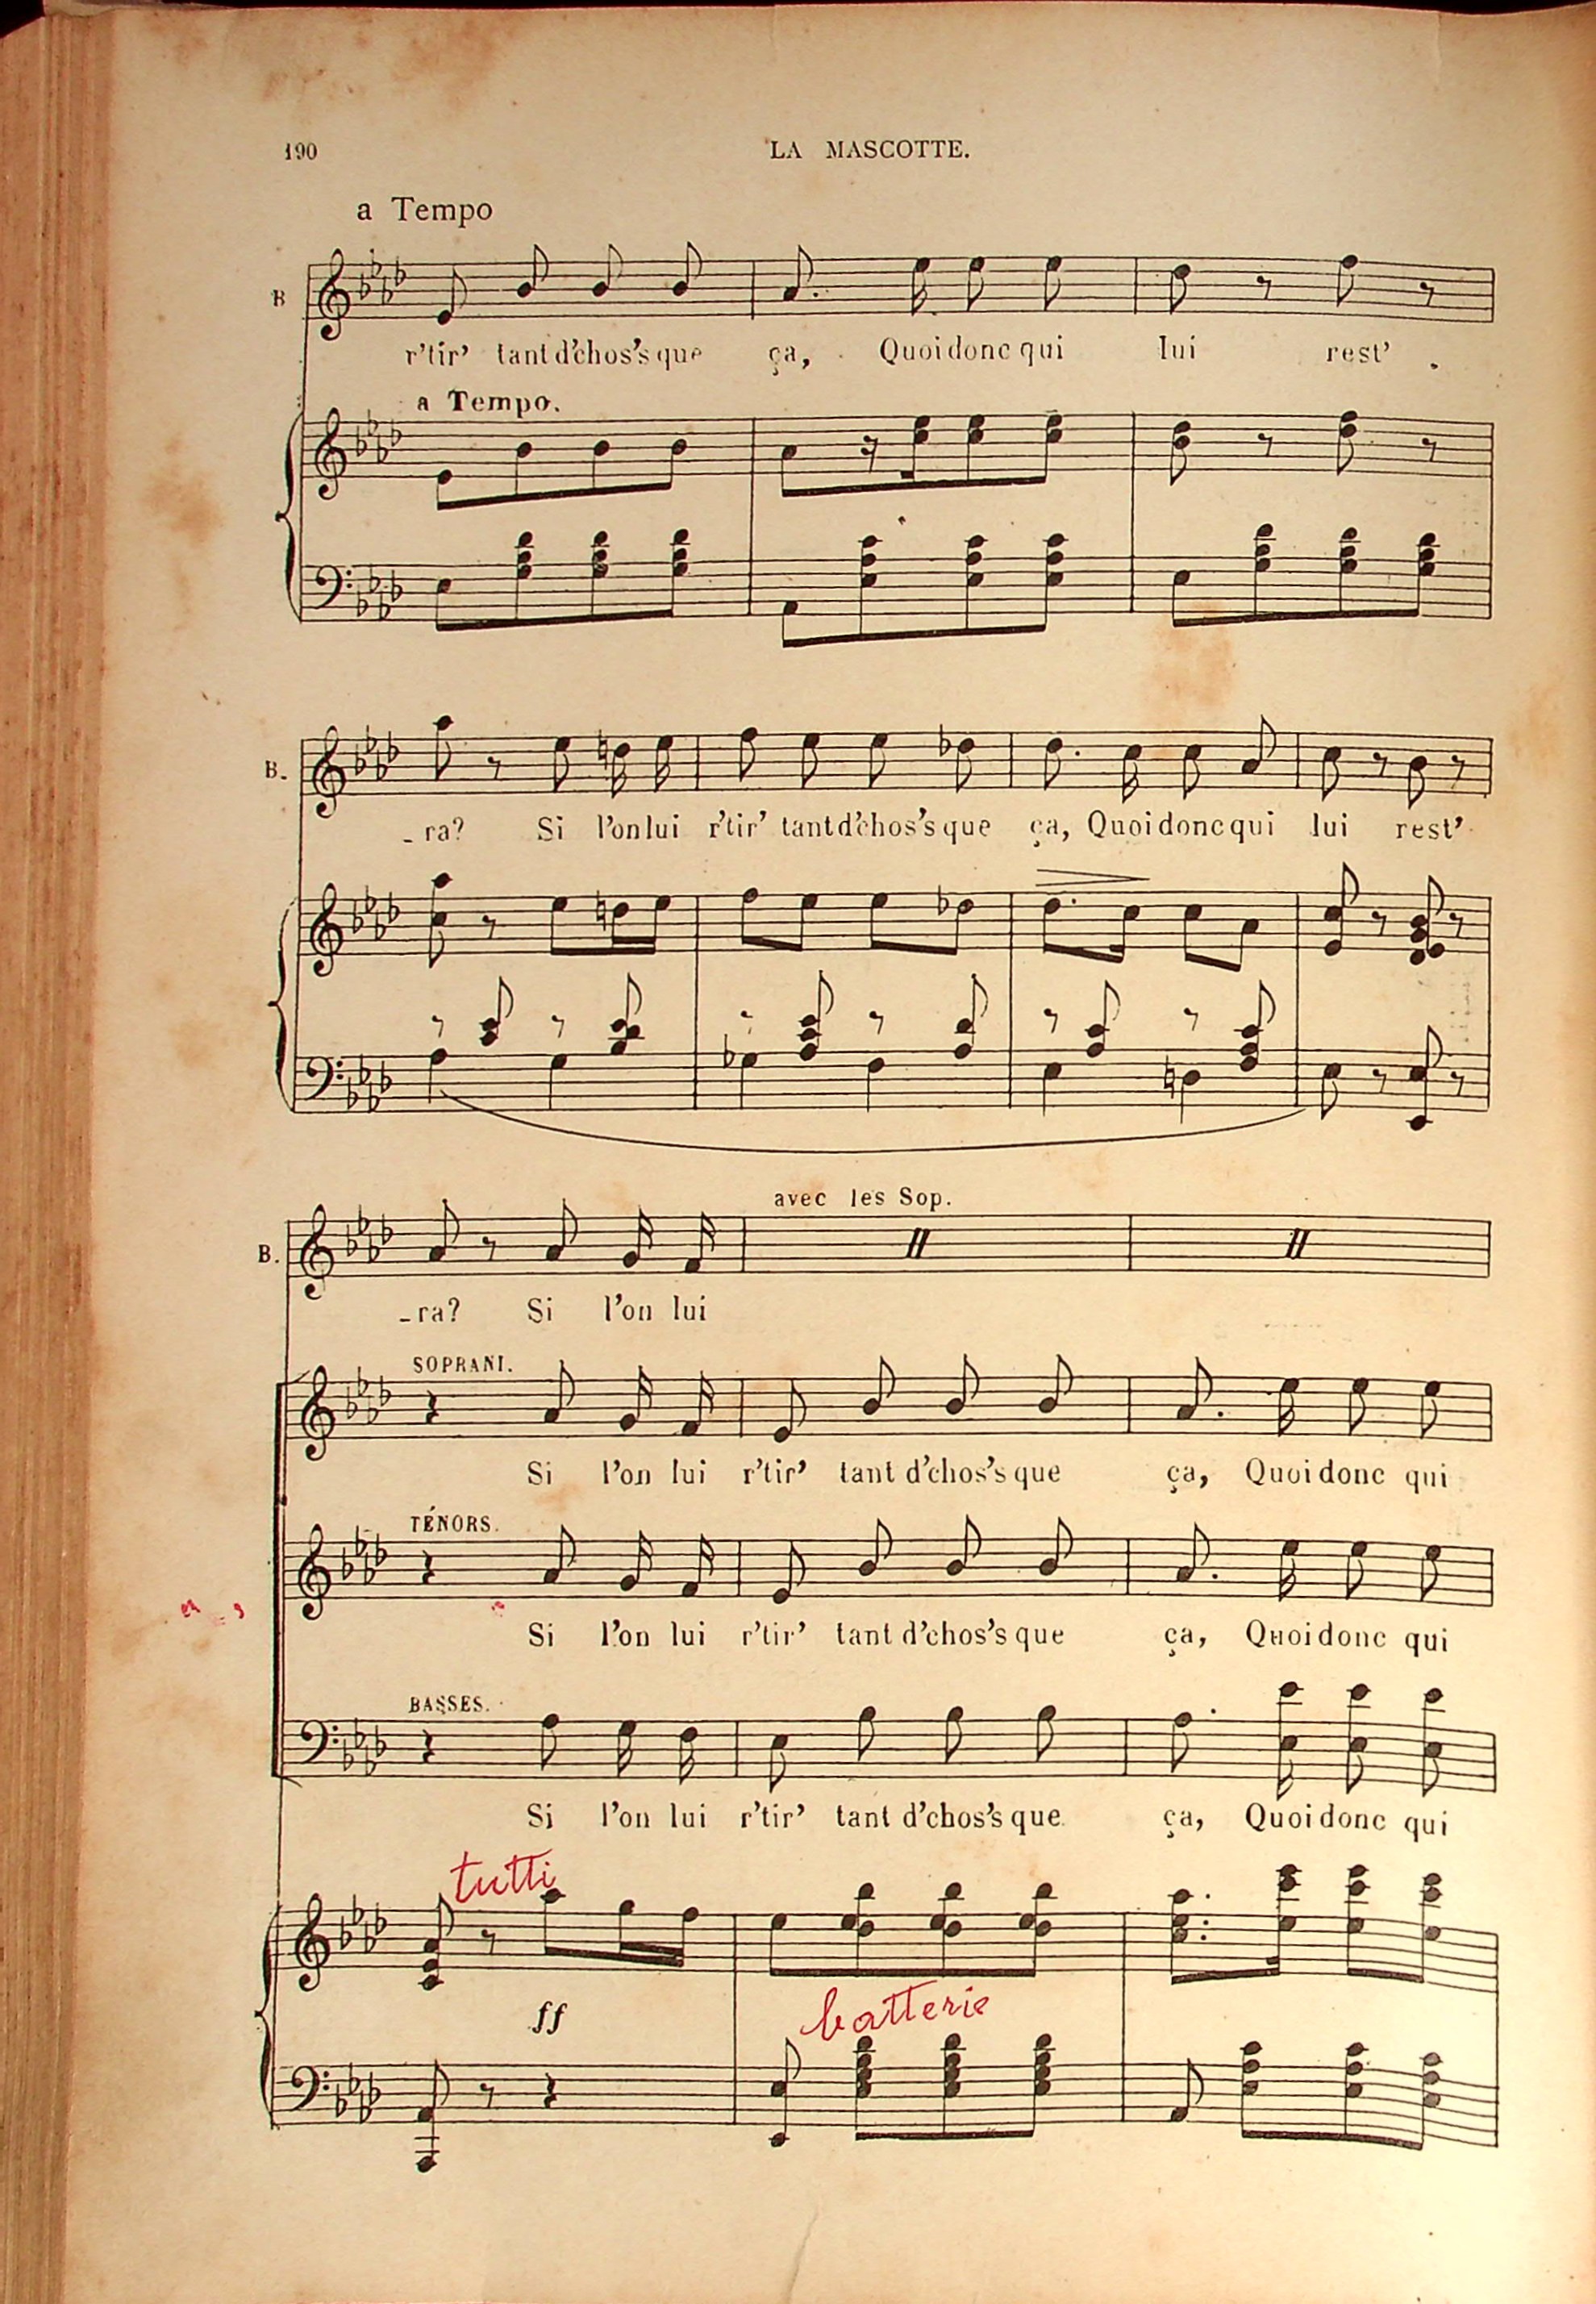 190 LA MASCOTTE.
a Tempo
B
r’tir’ tant d’chos’s que ça, Quoi donc qui lui rest’
a Tempo.
B.
_ra? Si l’on lui r’tir’ tant d’chos’s que ça, Quoi donc qui lui rest’
avec les Sop.
B.
_ra? Si l’on lui
SOPRANI.
Si l’on lui r’tir’ tant d’chos’s que ça, Quoi donc qui
TÉNORS.
Si l’on lui r’tir’ tant d’chos’s que ça, Quoi donc qui
BASSES.
Si l’on lui r’tir’ tant d’chos’s que ça, Quoi donc qui
tutti
ff
batterie